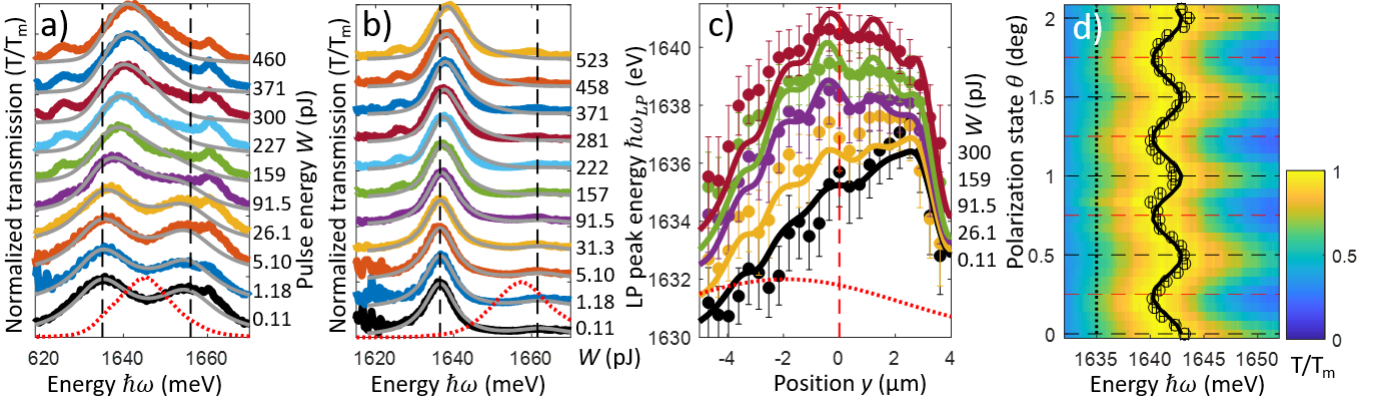 a)
Normalized transmission (T/Tm)
460
371
300
227
159
91.5
26.1
5.10
1.18
0.11
Pulse energy W (pJ)
620 1640 1660
Energy ℏω (meV)
b)
Normalized transmission (T/Tm)
523
458
371
281
222
157
91.5
31.3
5.10
1.18
0.11
W (pJ)
1620 1640 1660
Energy ℏω (meV)
c)
LP peak energy ℏωLP (eV)
1640
1638
1636
1634
1632
1630
-4 -2 0 2 4
Position y (μm)
W (pJ)
300
159
91.5
26.1
0.11
d)
Polarization state θ (deg)
2
1.5
1
0.5
0
1635 1640 1645 1650
Energy ℏω (meV)
1
0.5
0
T/Tm